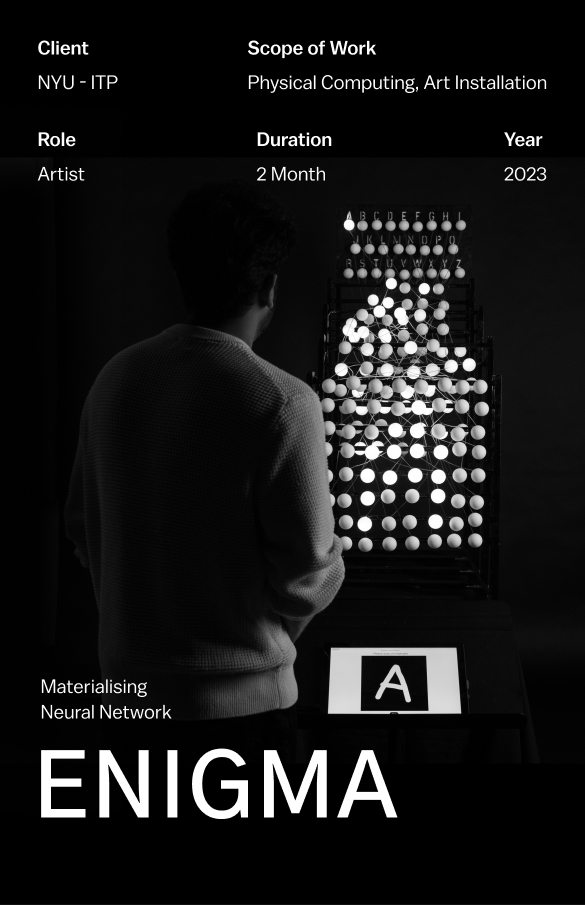 Client Scope of Work
NYU - ITP Physical Computing, Art Installation
Role Duration Year
Artist 2 Month 2023
A B C D E F G H I
J K L M N O P Q
R S T U V W X Y Z
A
Materialising
Neural Network
ENIGMA